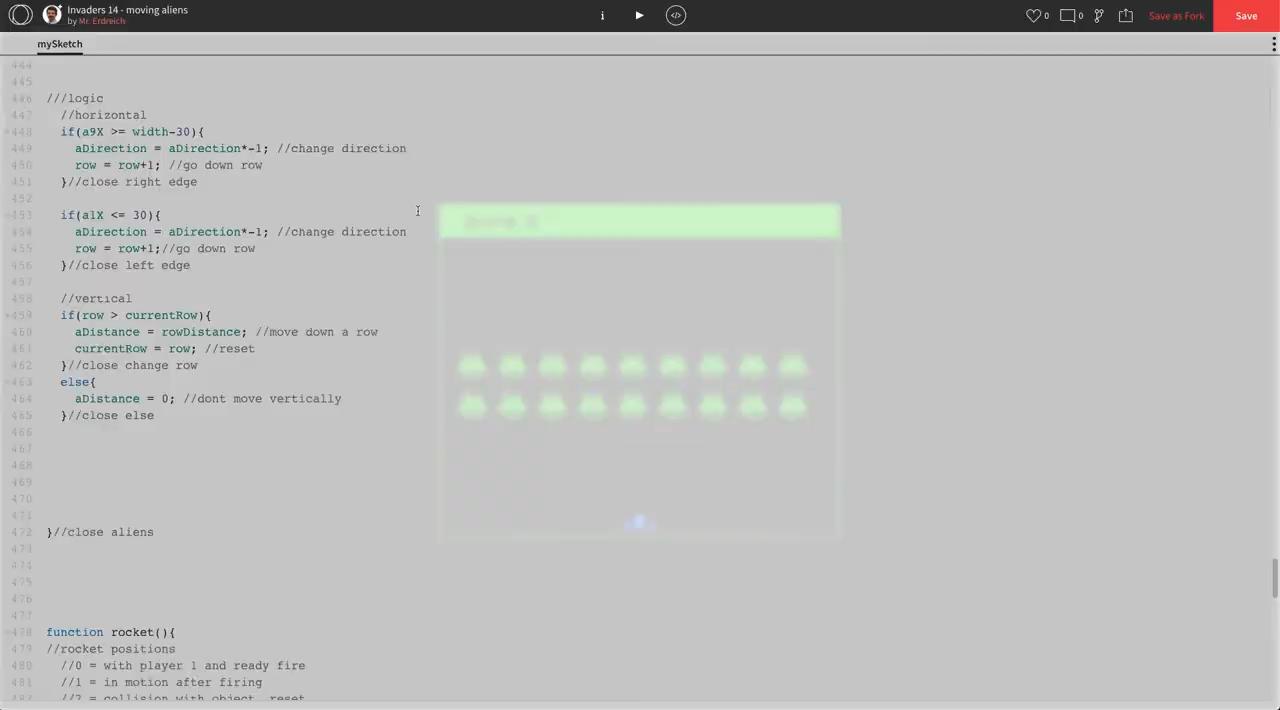 Invaders 14 - moving aliens
by Mr. Erdreich
i
</>
0
0
Save as Fork
Save
mySketch
444
445
446 ///logic
447 //horizontal
448 if(a9X >= width-30){
449 aDirection = aDirection*-1; //change direction
450 row = row+1; //go down row
451 }//close right edge
452
453 if(a1X <= 30){
454 aDirection = aDirection*-1; //change direction
455 row = row+1;//go down row
456 }//close left edge
457
458 //vertical
459 if(row > currentRow){
460 aDistance = rowDistance; //move down a row
461 currentRow = row; //reset
462 }//close change row
463 else{
464 aDistance = 0; //dont move vertically
465 }//close else
466
467
468
469
470
471
472 }//close aliens
473
474
475
476
477
478 function rocket(){
479 //rocket positions
480 //0 = with player 1 and ready fire
481 //1 = in motion after firing
482 //2 = collision with object, reset